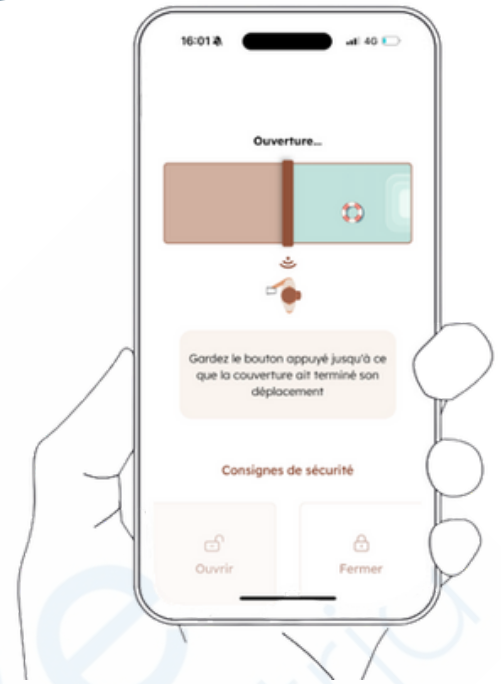 16:01
4G
Ouverture...
Gardez le bouton appuyé jusqu'à ce
que la couverture ait terminé son
déplacement
Consignes de sécurité
Ouvrir
Fermer